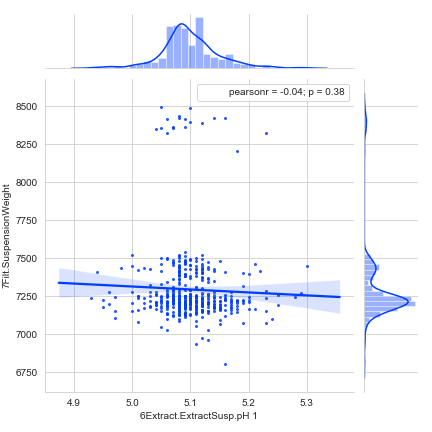 pearsonr = -0.04; p = 0.38
8500
8250
8000
7750
7500
7250
7000
6750
7Filt.SuspensionWeight
4.9 5.0 5.1 5.2 5.3
6Extract.ExtractSusp.pH 1